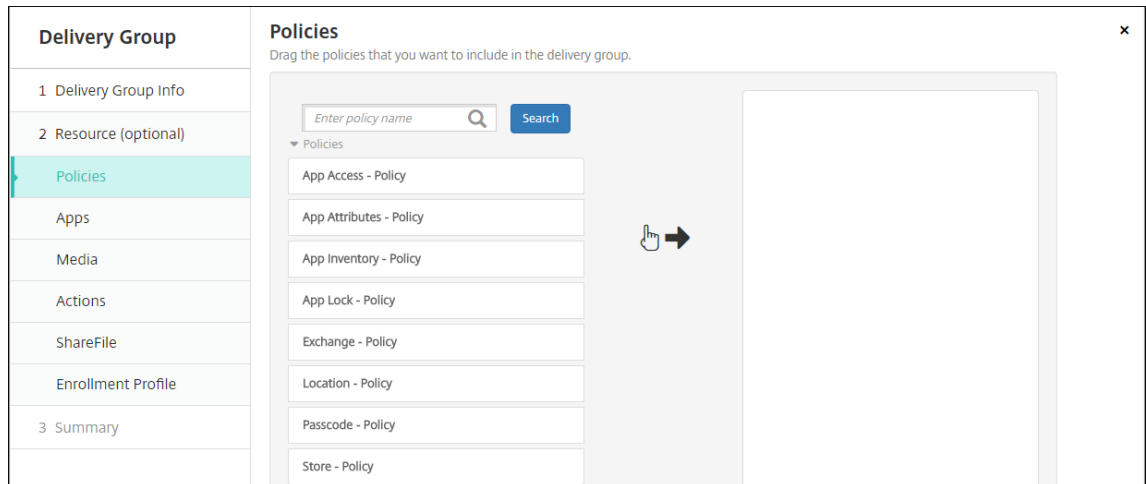 Delivery Group
1 Delivery Group Info
2 Resource (optional)
Policies
Apps
Media
Actions
ShareFile
Enrollment Profile
3 Summary
Policies
×
Drag the policies that you want to include in the delivery group.
Enter policy name
Search
Policies
App Access - Policy
App Attributes - Policy
App Inventory - Policy
App Lock - Policy
Exchange - Policy
Location - Policy
Passcode - Policy
Store - Policy